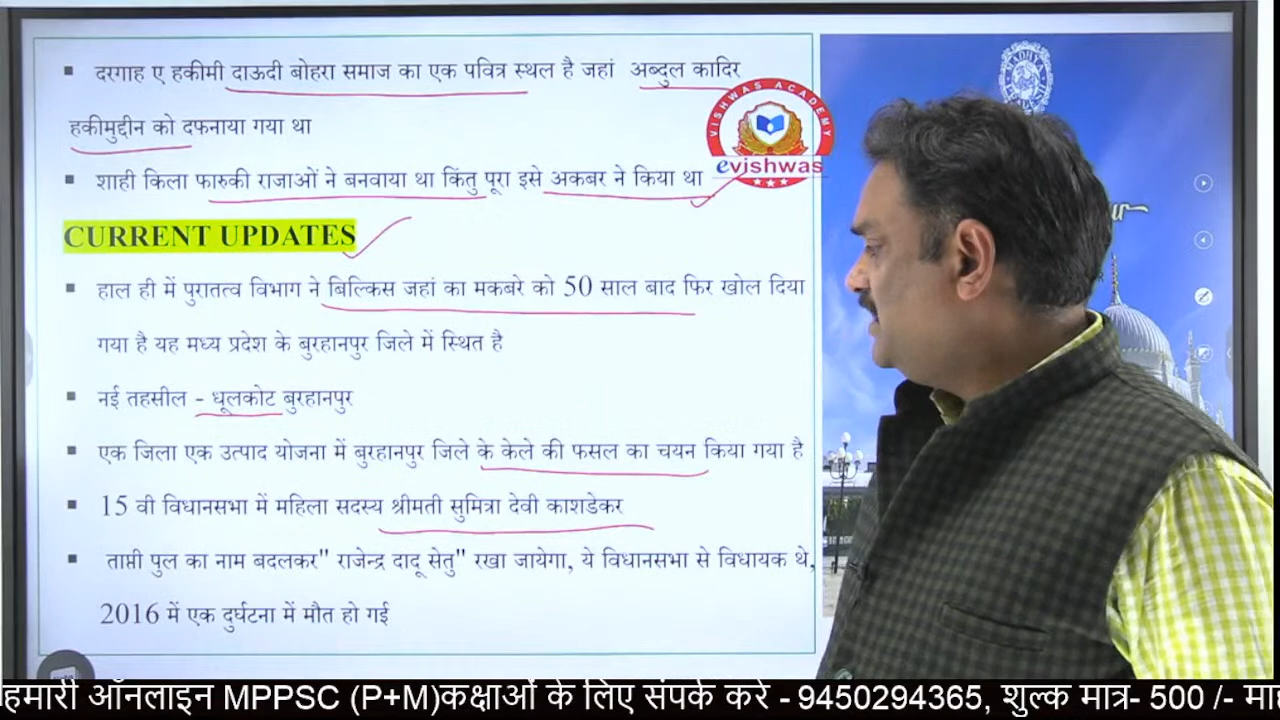 दरगाह ए हकीमी दाऊदी बोहरा समाज का एक पवित्र स्थल है जहां अब्दुल कादिर
हकीमुद्दीन को दफनाया गया था
शाही किला फारुकी राजाओं ने बनवाया था किंतु पूरा इसे अकबर ने किया था
VISHWAS ACADEMY
evishwas
CURRENT UPDATES
हाल ही में पुरातत्व विभाग ने बिल्किस जहां का मकबरे को 50 साल बाद फिर खोल दिया
गया है यह मध्य प्रदेश के बुरहानपुर जिले में स्थित है
नई तहसील - धूलकोट बुरहानपुर
एक जिला एक उत्पाद योजना में बुरहानपुर जिले के केले की फसल का चयन किया गया है
15 वी विधानसभा में महिला सदस्य श्रीमती सुमित्रा देवी काशडेकर
ताप्ती पुल का नाम बदलकर" राजेन्द्र दादू सेतु" रखा जायेगा, ये विधानसभा से विधायक थे,
2016 में एक दुर्घटना में मौत हो गई
हमारी ऑनलाइन MPPSC (P+M)कक्षाओं के लिए संपर्क करे - 9450294365, शुल्क मात्र- 500 /-